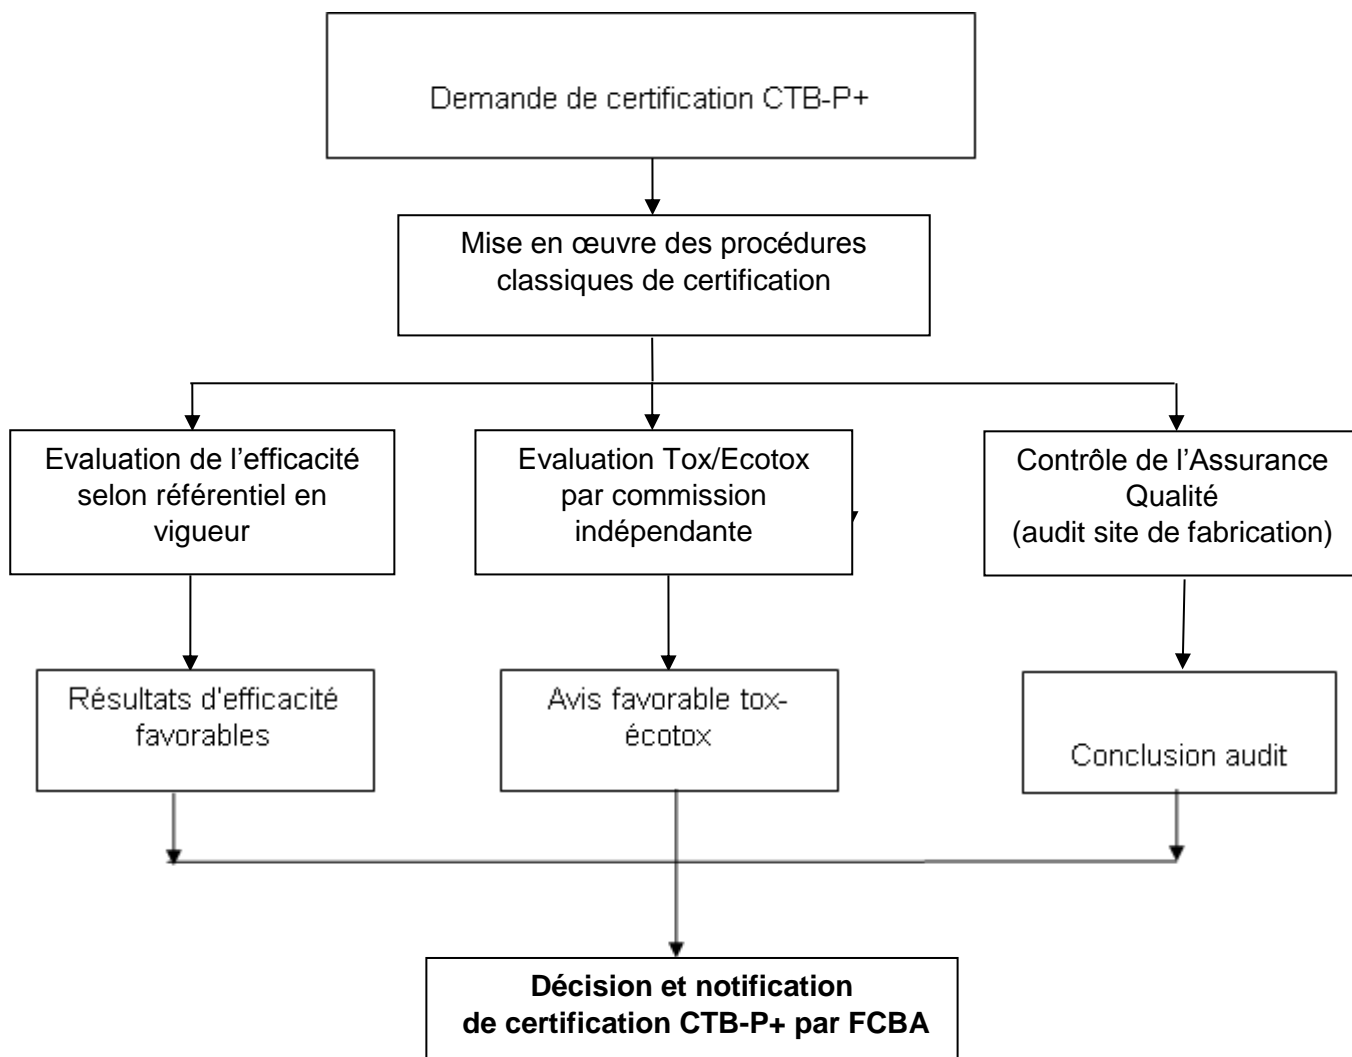 Demande de certification CTB-P+
Mise en œuvre des procédures
classiques de certification
Evaluation de l’efficacité
selon référentiel en
vigueur
Evaluation Tox/Ecotox
par commission
indépendante
Contrôle de l’Assurance
Qualité
(audit site de fabrication)
Résultats d'efficacité
favorables
Avis favorable tox-
écotox
Conclusion audit
Décision et notification
de certification CTB-P+ par FCBA